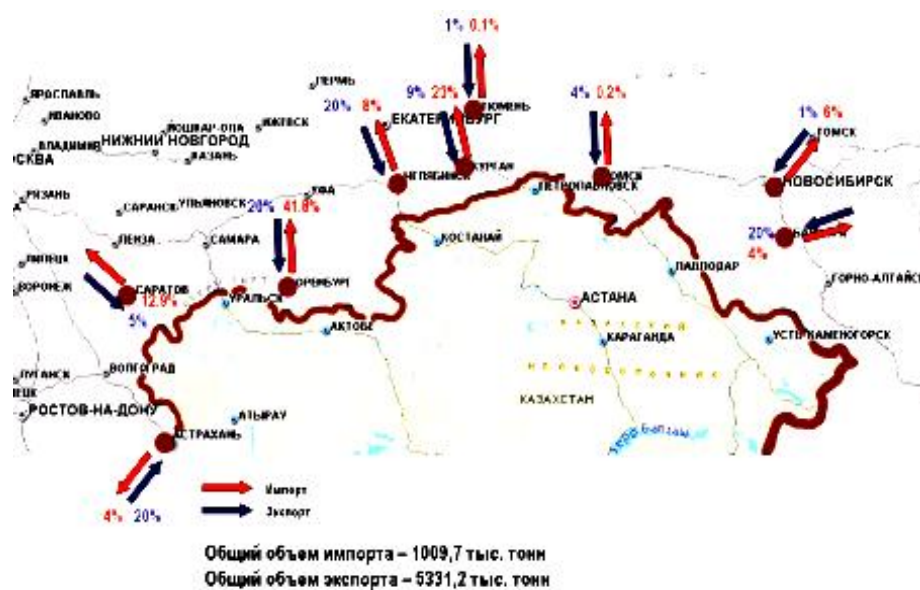 1% 0.1%
ПЕРМЬ
ЯРОСЛАВЛЬ
20% 8%
9% 23%
ТЮМЕНЬ
4% 0.2%
1% 6%
ИВАНОВО
ЕКАТЕРИНБУРГ
ТОМСК
ЙОШКАР-ОЛА
ИЖЕВСК
ВЛАДИМИР
НИЖНИЙ НОВГОРОД
КАЗАНЬ
КУРГАН
ЧЕЛЯБИНСК
ОМСК
НОВОСИБИРСК
РЯЗАНЬ
УФА
ПЕТРОПАВЛОВСК
САРАНСК
УЛЬЯНОВСК
20% 41.8%
20%
ПЕНЗА
САМАРА
КОСТАНАЙ
4%
ЛИПЕЦК
ПАВЛОДАР
ГОРНО-АЛТАЙСК
ВОРОНЕЖ
САРАТОВ
12.9%
ОРЕНБУРГ
УРАЛЬСК
АСТАНА
5%
АКТОБЕ
КАРАГАНДА
УСТЬ-КАМЕНОГОРСК
ВОЛГОГРАД
ЛУГАНСК
КАЗАХСТАН
РОСТОВ-НА-ДОНУ
АТЫРАУ
АСТРАХАНЬ
4% 20%
Импорт
Экспорт
Общий объем импорта – 1009,7 тыс. тонн
Общий объем экспорта – 5331,2 тыс. тонн